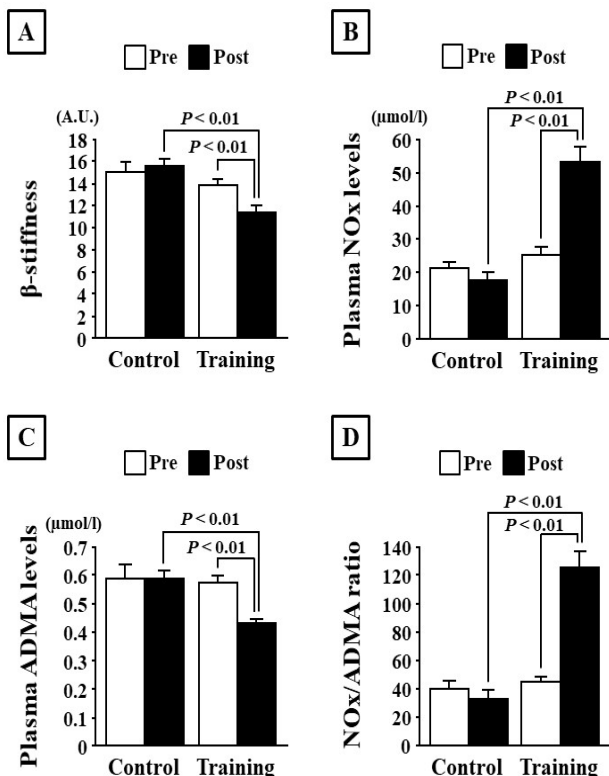 A
Pre Post
(A.U.)
P < 0.01
P < 0.01
18
16
14
12
10
8
6
4
2
0
β-stiffness
Control Training
B
Pre Post
(μmol/l)
P < 0.01
P < 0.01
60
50
40
30
20
10
0
Plasma NOx levels
Control Training
C
Pre Post
(μmol/l)
P < 0.01
P < 0.01
0.7
0.6
0.5
0.4
0.3
0.2
0.1
0
Plasma ADMA levels
Control Training
D
Pre Post
P < 0.01
P < 0.01
140
120
100
80
60
40
20
0
NOx/ADMA ratio
Control Training